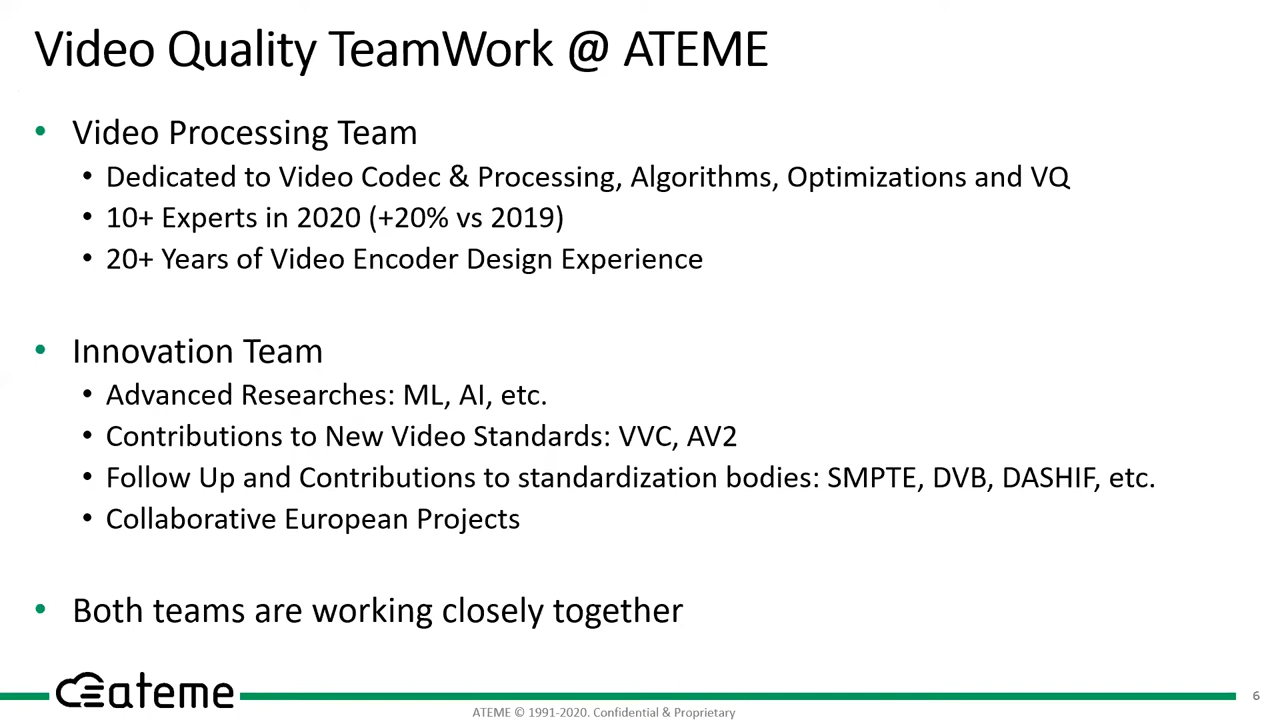 Video Quality TeamWork @ ATEME
• Video Processing Team
• Dedicated to Video Codec & Processing, Algorithms, Optimizations and VQ
• 10+ Experts in 2020 (+20% vs 2019)
• 20+ Years of Video Encoder Design Experience
• Innovation Team
• Advanced Researches: ML, AI, etc.
• Contributions to New Video Standards: VVC, AV2
• Follow Up and Contributions to standardization bodies: SMPTE, DVB, DASHIF, etc.
• Collaborative European Projects
• Both teams are working closely together
ateme
6
ATEME © 1991-2020. Confidential & Proprietary